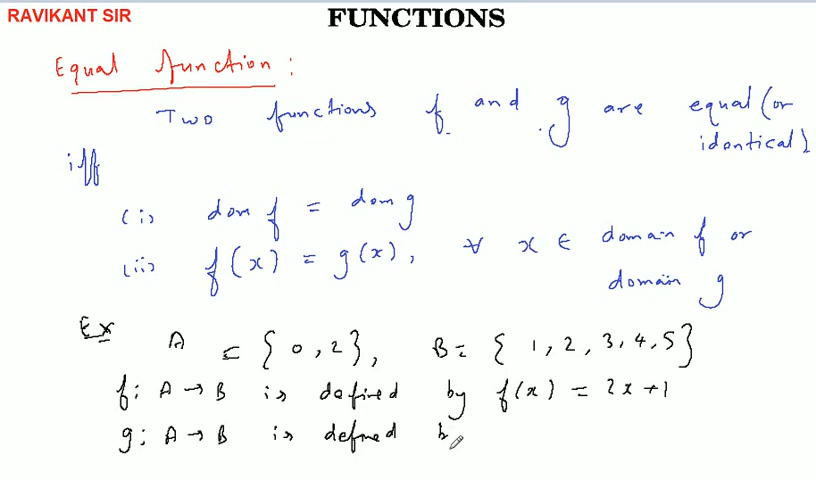 RAVIKANT SIR
FUNCTIONS
Equal function :
Two functions f and g are equal (or identical)
iff
(i) dom f = dom g
(ii) f(x) = g(x), ∀ x ∈ domain f or
domain g
Ex A = {0, 2}, B = {1, 2, 3, 4, 5}
f: A → B is defined by f(x) = 2x + 1
g: A → B is defned b